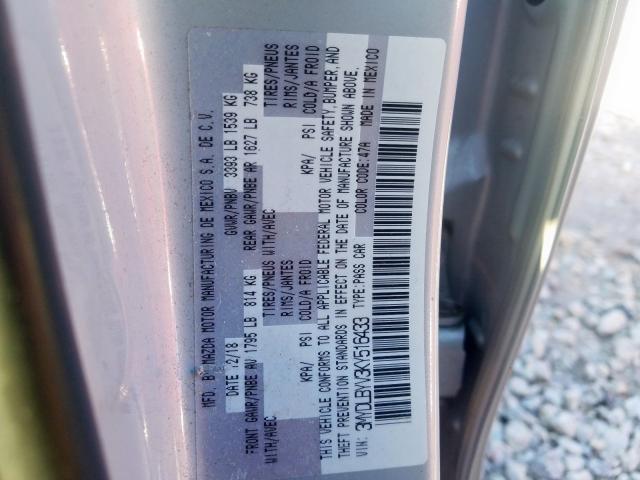 MFD. BY MAZDA MOTOR MANUFACTURING DE MEXICO S.A. DE C.V.
DATE 12/18 GVWR/PNBV 3393 LB 1539 KG
FRONT GAWR/PNBE AV 1795 LB 814 KG REAR GAWR/PNBE AR 1627 LB 738 KG
WITH/AVEC TIRES/PNEUS WITH/AVEC TIRES/PNEUS
RIMS/JANTES RIMS/JANTES
KPA/ PSI COLD/A FROID KPA/ PSI COLD/A FROID
THIS VEHICLE CONFORMS TO ALL APPLICABLE FEDERAL MOTOR VEHICLE SAFETY, BUMPER, AND
THEFT PREVENTION STANDARDS IN EFFECT ON THE DATE OF MANUFACTURE SHOWN ABOVE.
VIN: 3MYDLBYV3KY516433 TYPE:PASS CAR COLOR CODE:47A MADE IN MEXICO